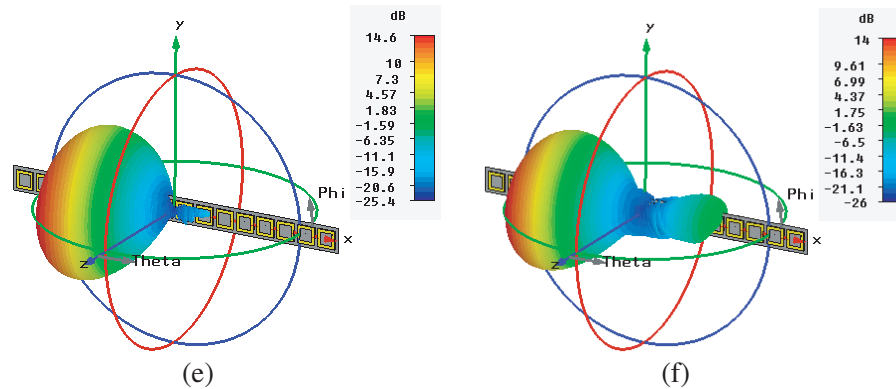 dB
14.6
10
7.3
4.57
1.83
-1.59
-6.35
-11.1
-15.9
-20.6
-25.4
y
Phi
x
z
Theta
(e)
dB
14
9.61
6.99
4.37
1.75
-1.63
-6.5
-11.4
-16.3
-21.1
-26
y
Phi
x
z
Theta
(f)